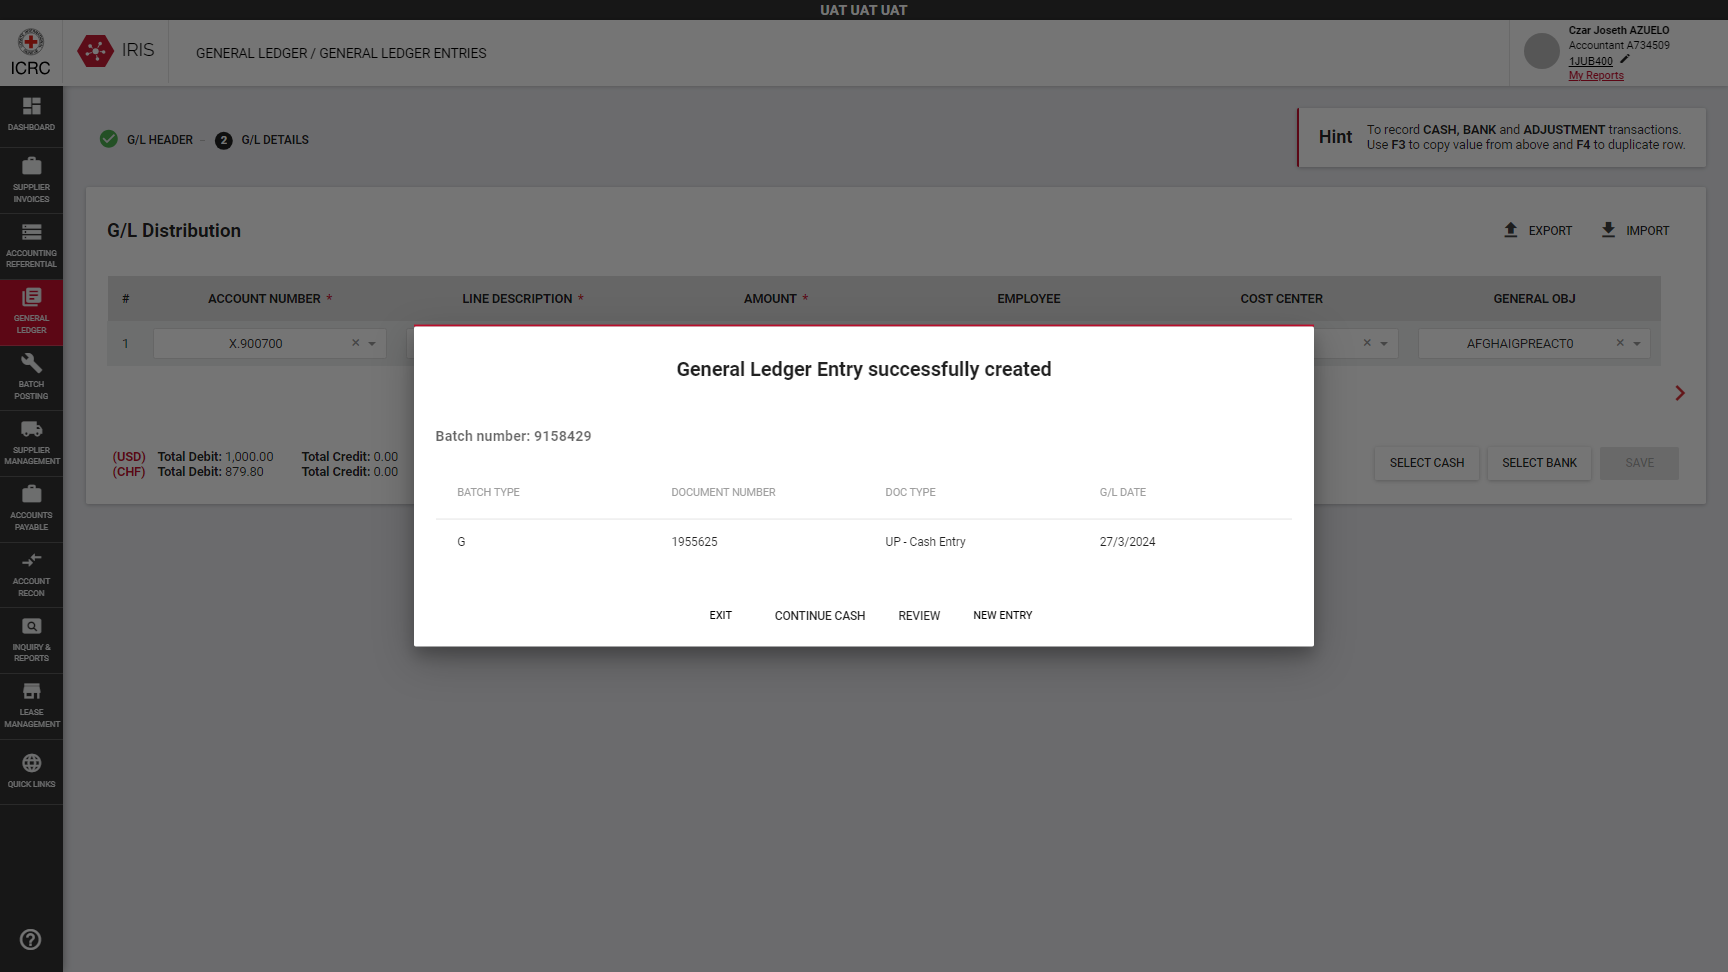 UAT UAT UAT
ICRC
IRIS
GENERAL LEDGER / GENERAL LEDGER ENTRIES
Czar Joseth AZUELO
Accountant A734509
1JUB400
My Reports
DASHBOARD
SUPPLIER
INVOICES
ACCOUNTING
REFERENTIAL
GENERAL
LEDGER
BATCH
POSTING
SUPPLIER
MANAGEMENT
ACCOUNTS
PAYABLE
ACCOUNT
RECON
INQUIRY &
REPORTS
LEASE
MANAGEMENT
QUICK LINKS
G/L HEADER
2 G/L DETAILS
Hint
To record CASH, BANK and ADJUSTMENT transactions.
Use F3 to copy value from above and F4 to duplicate row.
G/L Distribution
EXPORT
IMPORT
# ACCOUNT NUMBER * LINE DESCRIPTION * AMOUNT * EMPLOYEE COST CENTER GENERAL OBJ
1 X.900700 × × AFGHAIGPREACT0 ×
(USD) Total Debit: 1,000.00 Total Credit: 0.00
(CHF) Total Debit: 879.80 Total Credit: 0.00
SELECT CASH
SELECT BANK
SAVE
General Ledger Entry successfully created
Batch number: 9158429
BATCH TYPE DOCUMENT NUMBER DOC TYPE G/L DATE
G 1955625 UP - Cash Entry 27/3/2024
EXIT CONTINUE CASH REVIEW NEW ENTRY